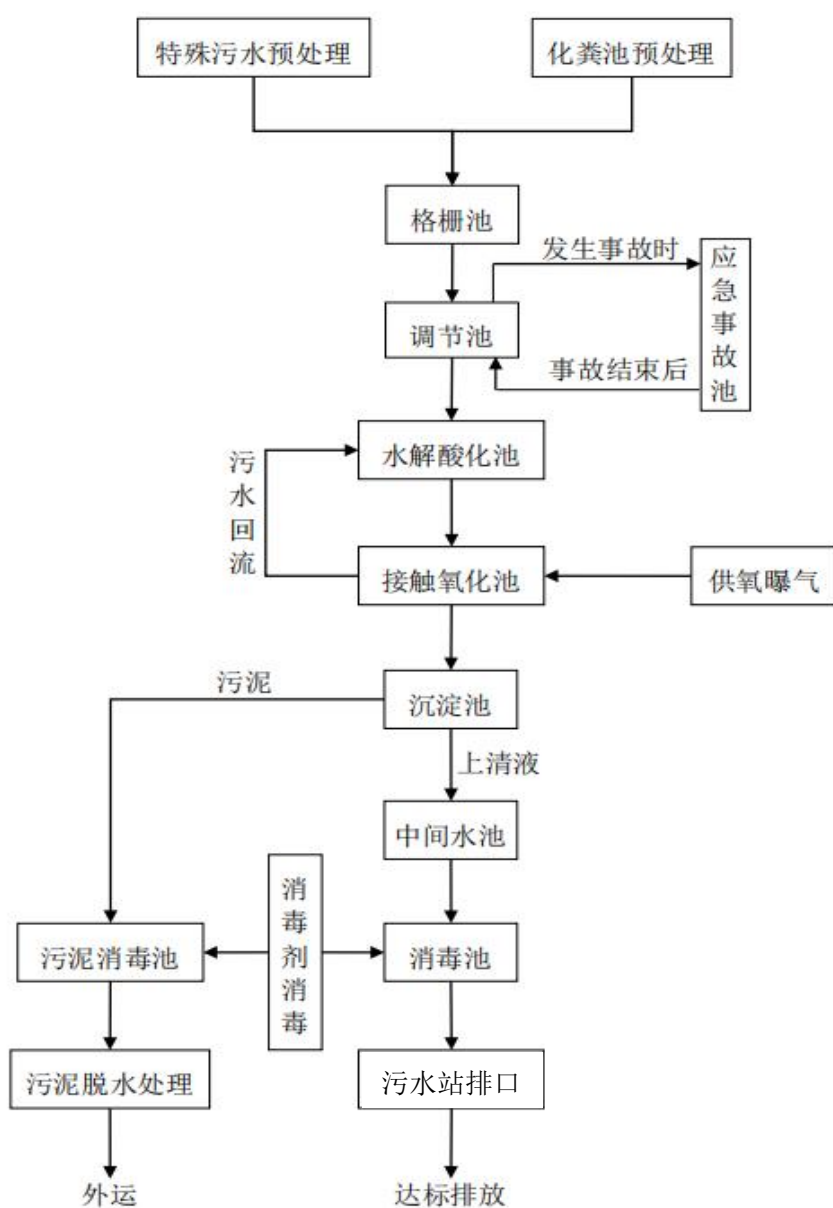 特殊污水预处理
化粪池预处理
格栅池
发生事故时
应急事故池
调节池
事故结束后
水解酸化池
污水回流
接触氧化池
供氧曝气
污泥
沉淀池
上清液
中间水池
消毒剂消毒
污泥消毒池
消毒池
污泥脱水处理
污水站排口
外运
达标排放